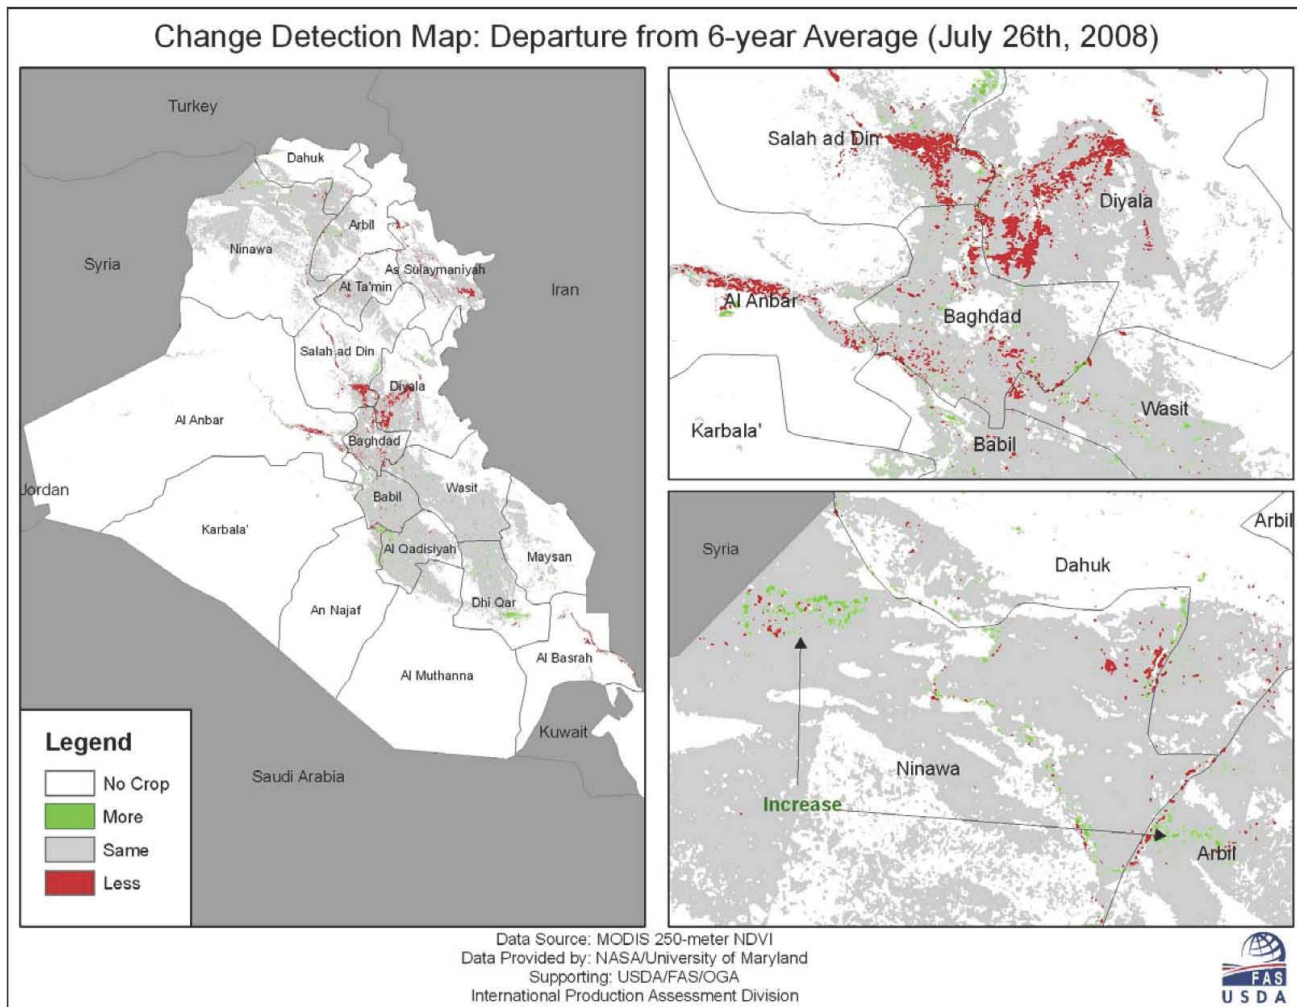 Change Detection Map: Departure from 6-year Average (July 26th, 2008)
Turkey
Dahuk
Arbil
Ninawa
Syria
As Sulaymaniyah
At Ta'min
Iran
Salah ad Din
Diyala
Al Anbar
Baghdad
Jordan
Babil
Wasit
Karbala'
Al Qadisiyah
Maysan
An Najaf
Dhi Qar
Al Basrah
Al Muthanna
Kuwait
Saudi Arabia
Legend
No Crop
More
Same
Less
Salah ad Din
Diyala
Al Anbar
Baghdad
Wasit
Karbala'
Babil
Syria
Arbil
Dahuk
Ninawa
Increase
Arbil
Data Source: MODIS 250-meter NDVI
Data Provided by: NASA/University of Maryland
Supporting: USDA/FAS/OGA
International Production Assessment Division
FAS
USDA